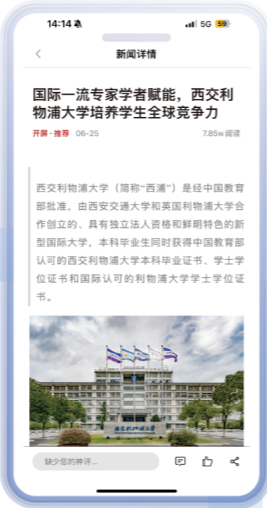 14:14
5G
59
新闻详情
国际一流专家学者赋能，西交利
物浦大学培养学生全球竞争力
开屏·推荐 06-25 7.85w阅读
西交利物浦大学（简称“西浦”）是经中国教育
部批准，由西安交通大学和英国利物浦大学合
作创立的、具有独立法人资格和鲜明特色的新
型国际大学，本科毕业生同时获得中国教育部
认可的西交利物浦大学本科毕业证书、学士学
位证书和国际认可的利物浦大学学士学位证
书。
西交利物浦大学
缺少您的神评...